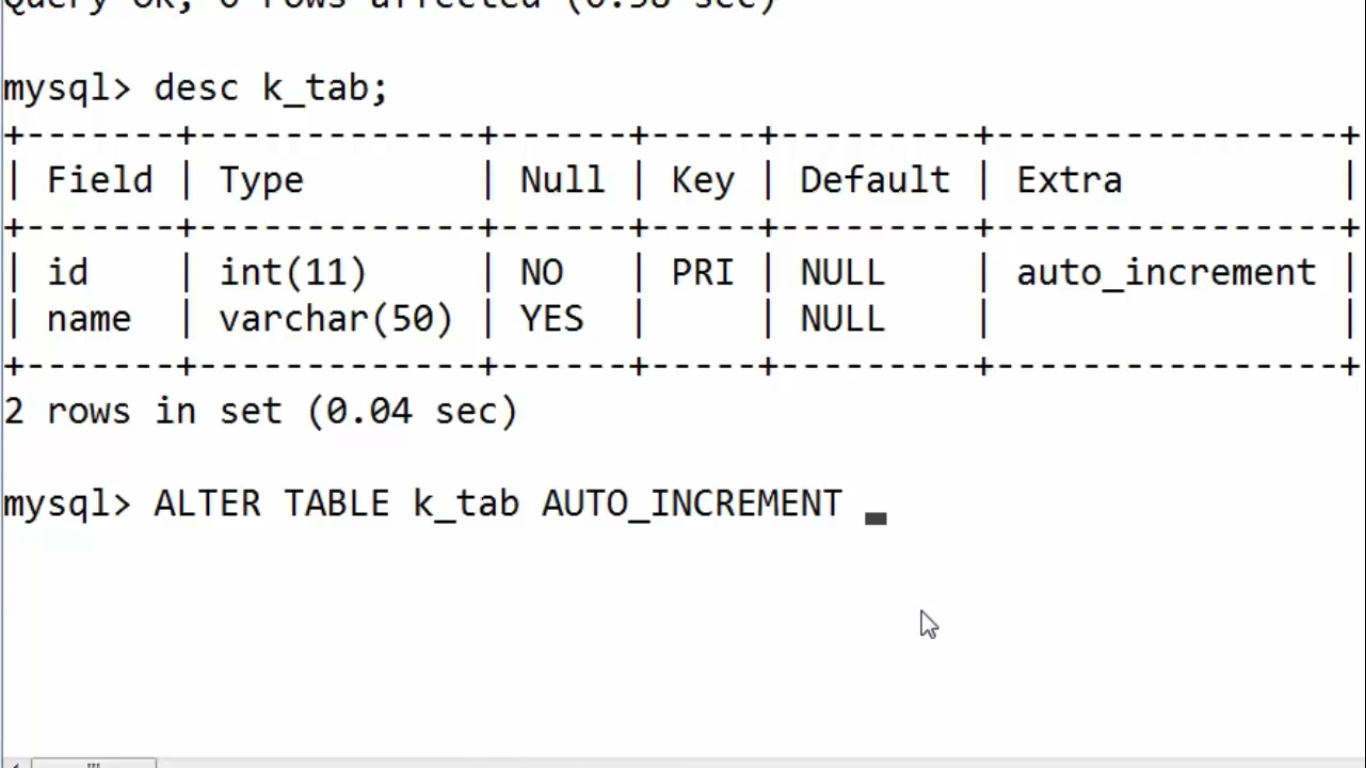 Query OK, 0 rows affected (0.58 sec)
mysql> desc k_tab;
+-------+-------------+------+-----+---------+----------------+
| Field | Type        | Null | Key | Default | Extra          |
+-------+-------------+------+-----+---------+----------------+
| id    | int(11)     | NO   | PRI | NULL    | auto_increment |
| name  | varchar(50) | YES  |     | NULL    |                |
+-------+-------------+------+-----+---------+----------------+
2 rows in set (0.04 sec)
mysql> ALTER TABLE k_tab AUTO_INCREMENT